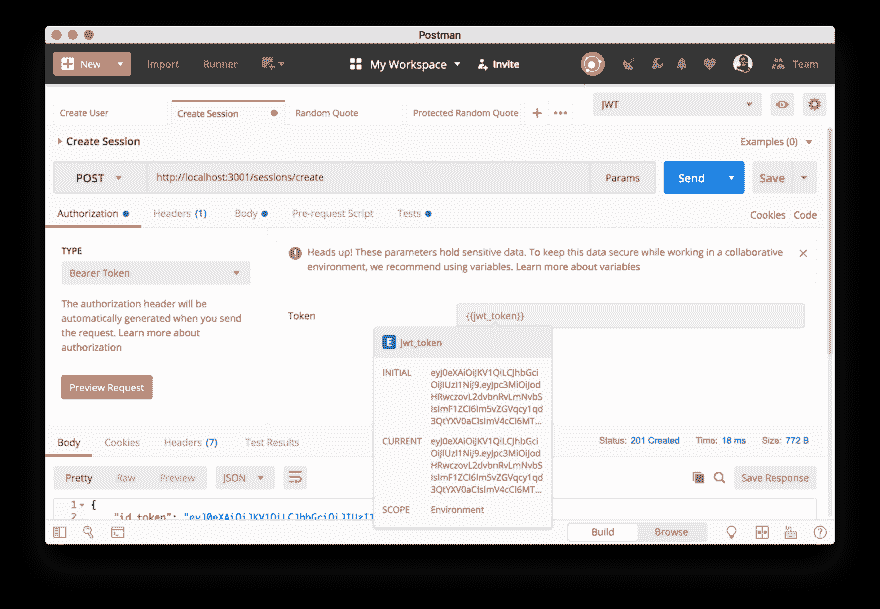 Postman
New Import Runner My Workspace Invite Team
Create User Create Session Random Quote Protected Random Quote + ••• JWT
Create Session Examples (0)
POST http://localhost:3001/sessions/create Params Send Save
Authorization Headers (1) Body Pre-request Script Tests Cookies Code
TYPE
Bearer Token
Heads up! These parameters hold sensitive data. To keep this data secure while working in a collaborative
environment, we recommend using variables. Learn more about variables
The authorization header will be
automatically generated when you send
the request. Learn more about
authorization
Preview Request
Token {{jwt_token}}
E jwt_token
INITIAL
CURRENT
SCOPE Environment
Body Cookies Headers (7) Test Results Status: 201 Created Time: 18 ms Size: 772 B
Pretty Raw Preview JSON Save Response
1 {
2 "id_token":
Build Browse